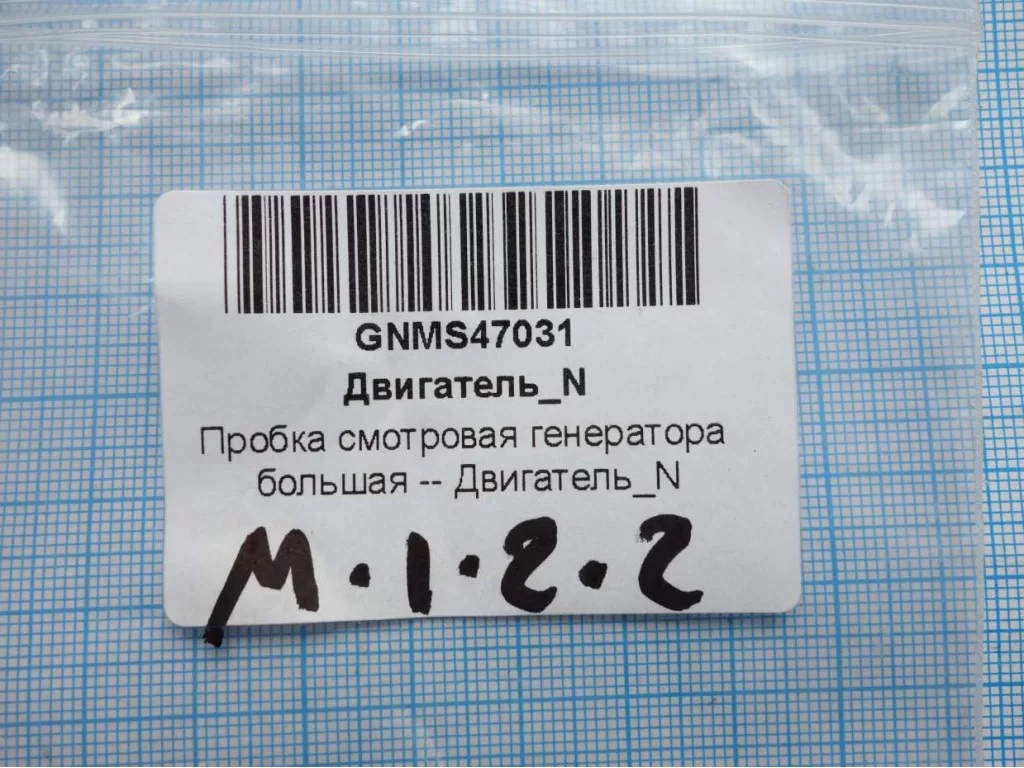 GNMS47031
Двигатель_N
Пробка смотровая генератора
большая -- Двигатель_N
М.1.2.2